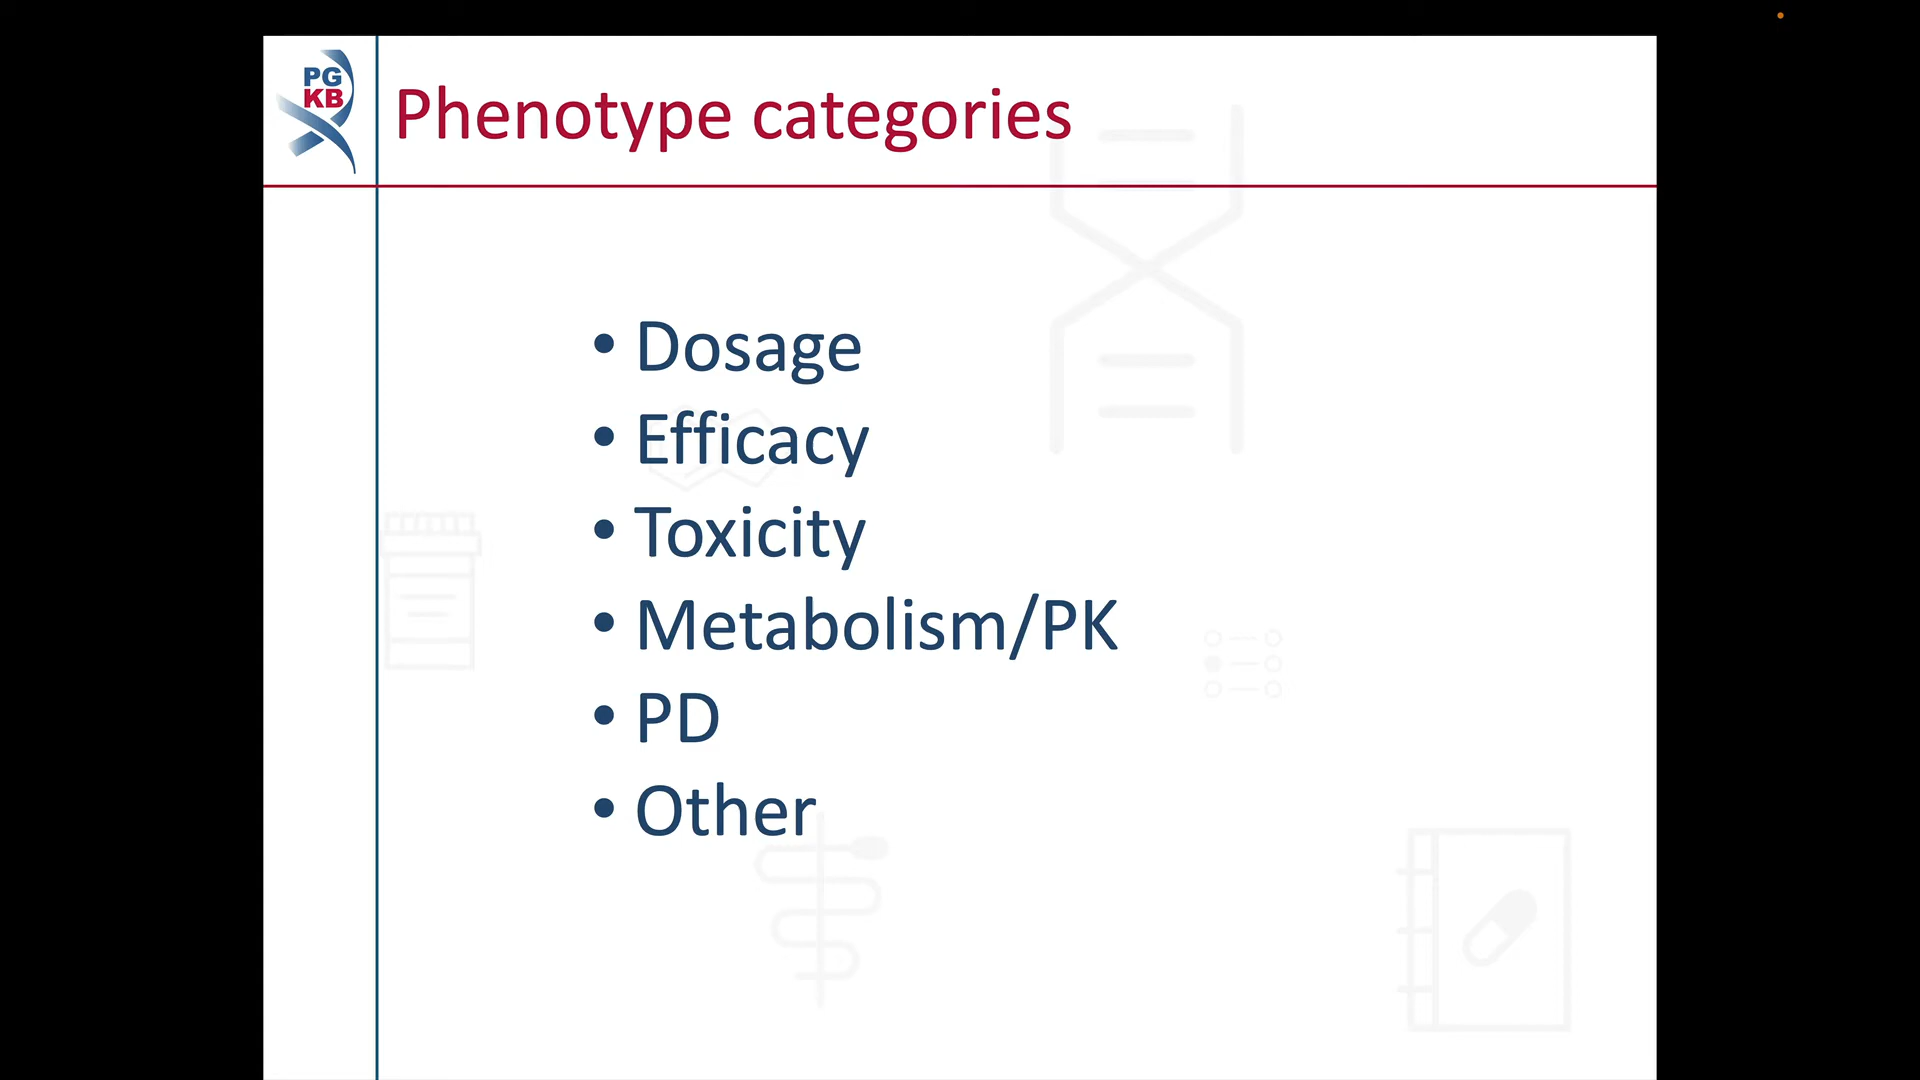 PG
KB
Phenotype categories
• Dosage
• Efficacy
• Toxicity
• Metabolism/PK
• PD
• Other